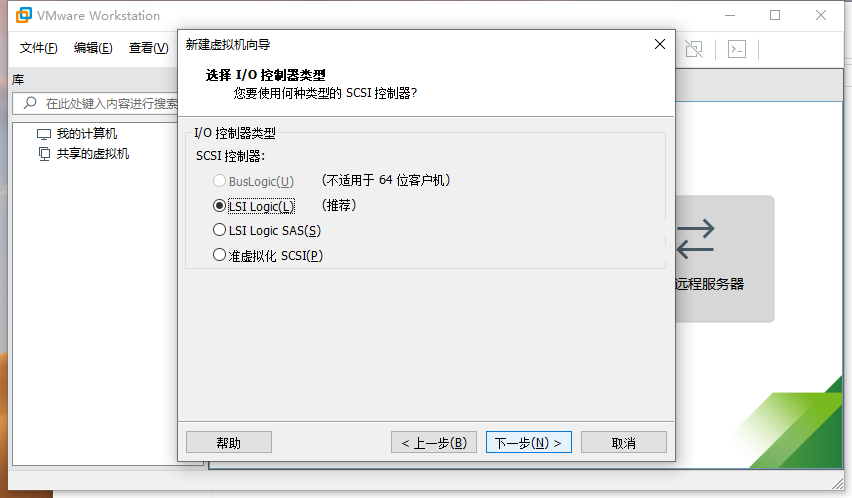 VMware Workstation
文件(F) 编辑(E) 查看(V)
库
在此处键入内容进行搜索
我的计算机
共享的虚拟机
新建虚拟机向导
选择 I/O 控制器类型
您要使用何种类型的 SCSI 控制器?
I/O 控制器类型
SCSI 控制器:
BusLogic(U) (不适用于 64 位客户机)
LSI Logic(L) (推荐)
LSI Logic SAS(S)
准虚拟化 SCSI(P)
远程服务器
帮助 < 上一步(B) 下一步(N) > 取消